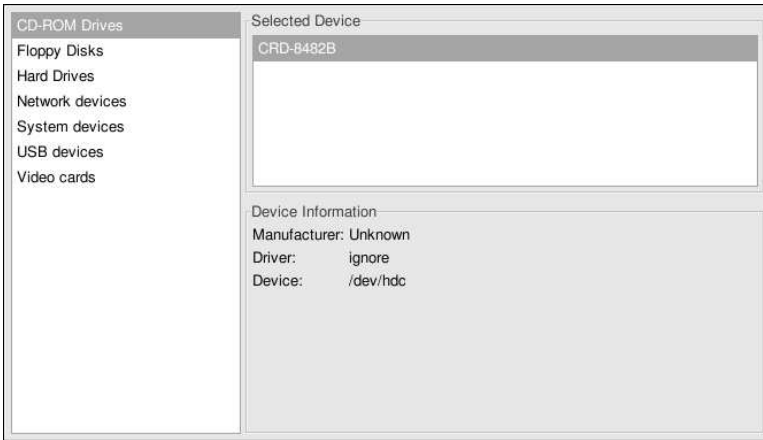 CD-ROM Drives
Floppy Disks
Hard Drives
Network devices
System devices
USB devices
Video cards
Selected Device
CRD-8482B
Device Information
Manufacturer: Unknown
Driver: ignore
Device: /dev/hdc